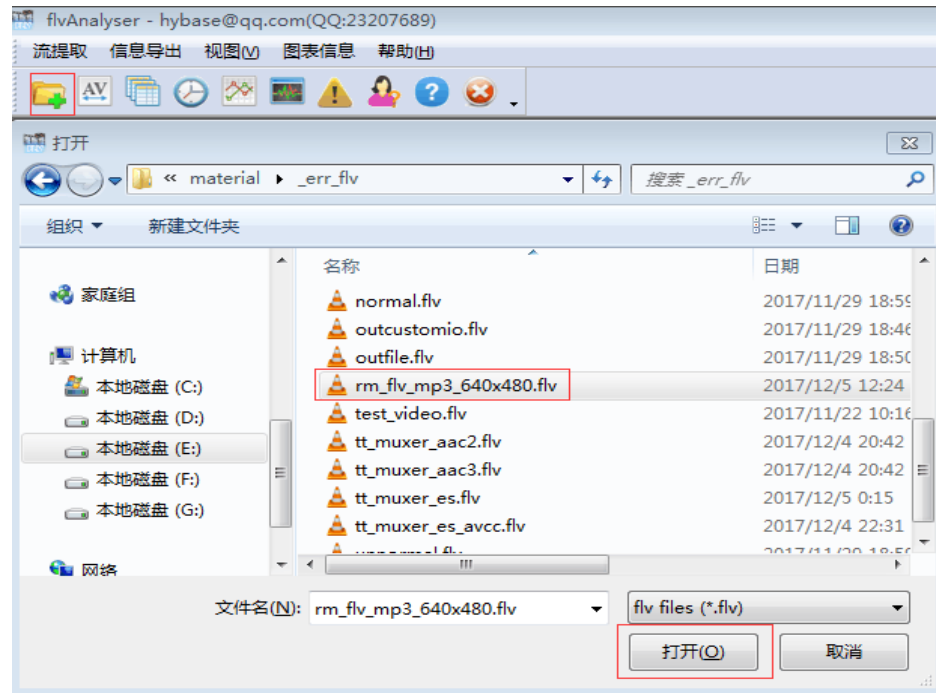 flvAnalyser - hybase@qq.com(QQ:23207689)
流提取 信息导出 视图(V) 图表信息 帮助(H)
AV
打开
« material ▸ _err_flv 搜索 _err_flv
组织 新建文件夹
名称 日期
家庭组
计算机
本地磁盘 (C:)
本地磁盘 (D:)
本地磁盘 (E:)
本地磁盘 (F:)
本地磁盘 (G:)
网络
normal.flv 2017/11/29 18:59
outcustomio.flv 2017/11/29 18:46
outfile.flv 2017/11/29 18:50
rm_flv_mp3_640x480.flv 2017/12/5 12:24
test_video.flv 2017/11/22 10:16
tt_muxer_aac2.flv 2017/12/4 20:42
tt_muxer_aac3.flv 2017/12/4 20:42
tt_muxer_es.flv 2017/12/5 0:15
tt_muxer_es_avcc.flv 2017/12/4 22:31
文件名(N): rm_flv_mp3_640x480.flv flv files (*.flv)
打开(O) 取消